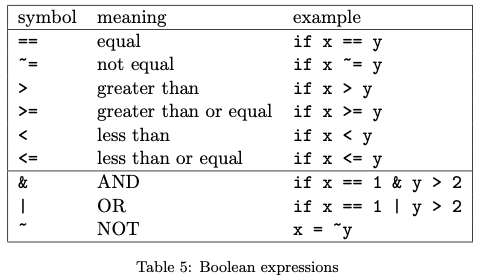 symbol meaning example
== equal if x == y
~= not equal if x ~= y
> greater than if x > y
>= greater than or equal if x >= y
< less than if x < y
<= less than or equal if x <= y
& AND if x == 1 & y > 2
| OR if x == 1 | y > 2
~ NOT x = ~y
Table 5: Boolean expressions